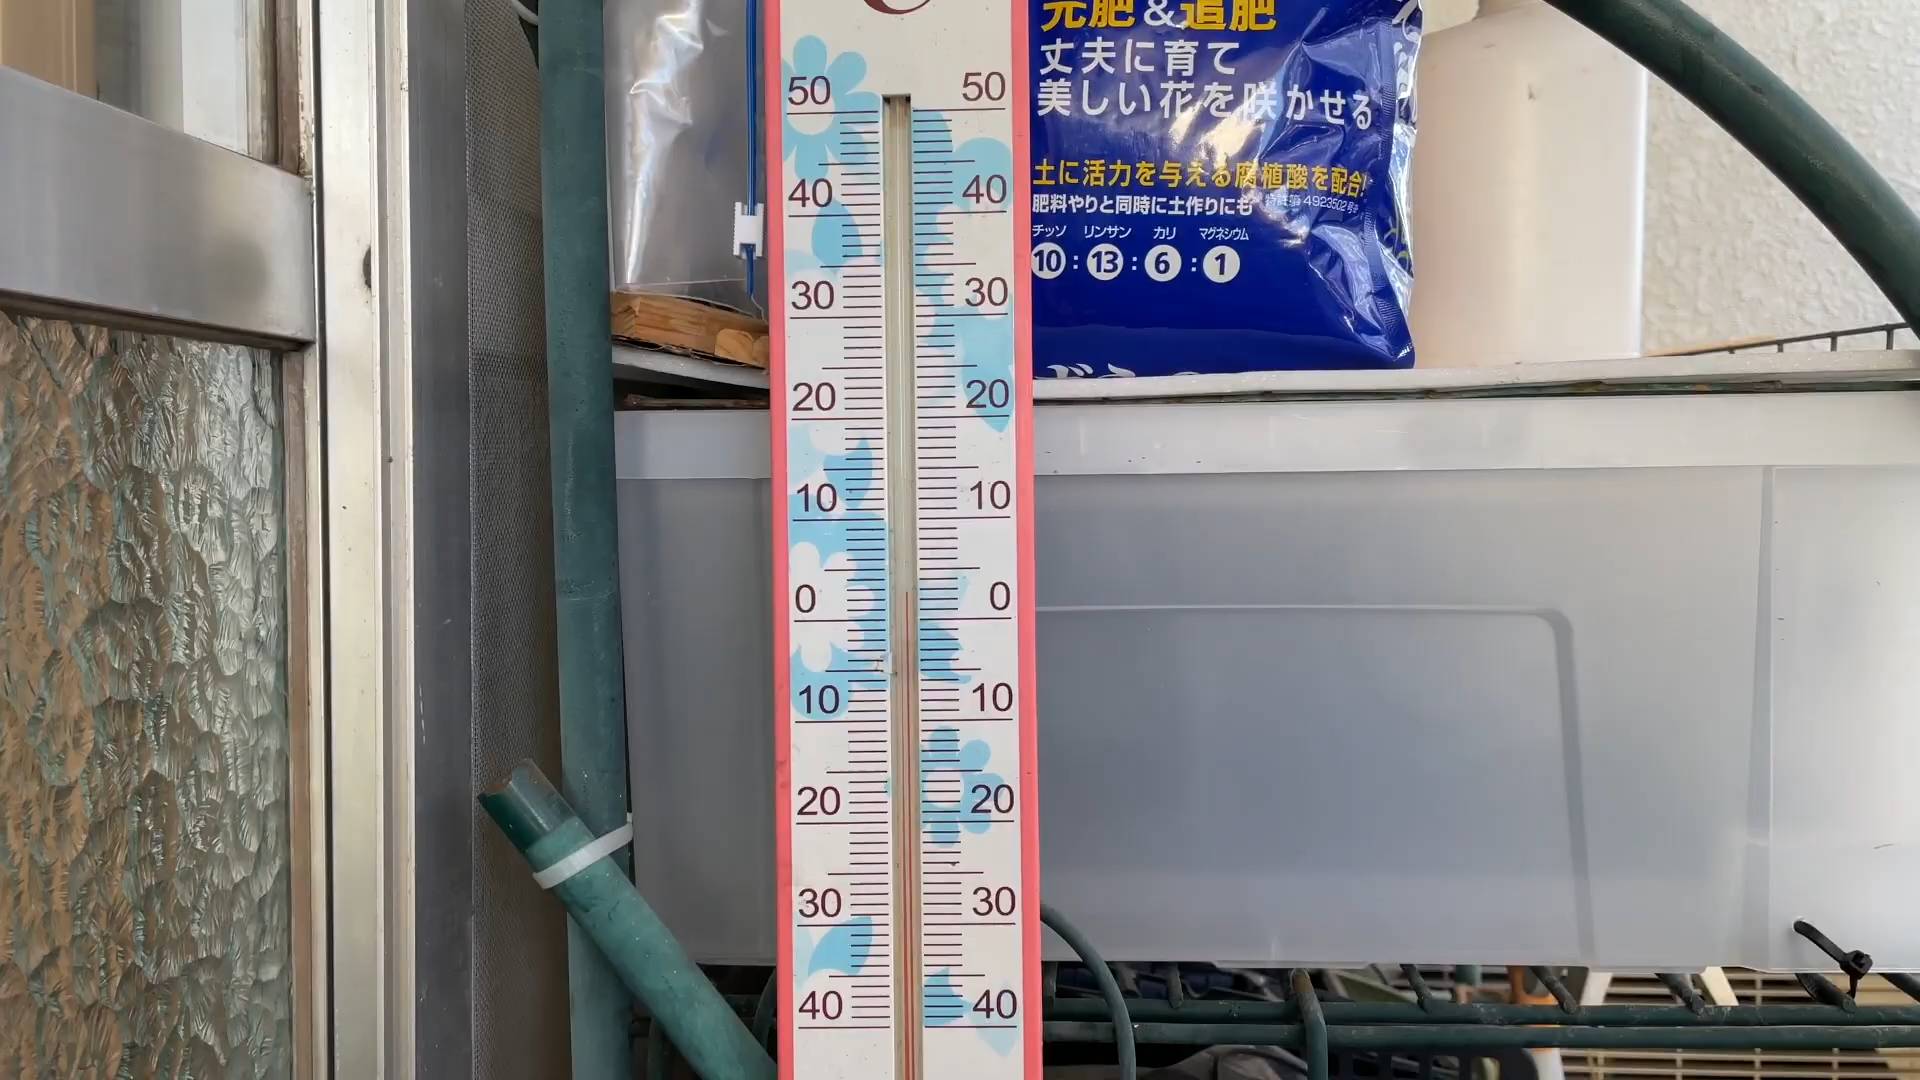 C
50 50
40 40
30 30
20 20
10 10
0 0
10 10
20 20
30 30
40 40
元肥&追肥
丈夫に育て
美しい花を咲かせる
土に活力を与える腐植酸を配合!
肥料やりと同時に土作りにも
チッソ リンサン カリ マグネシウム
10:13:6:1